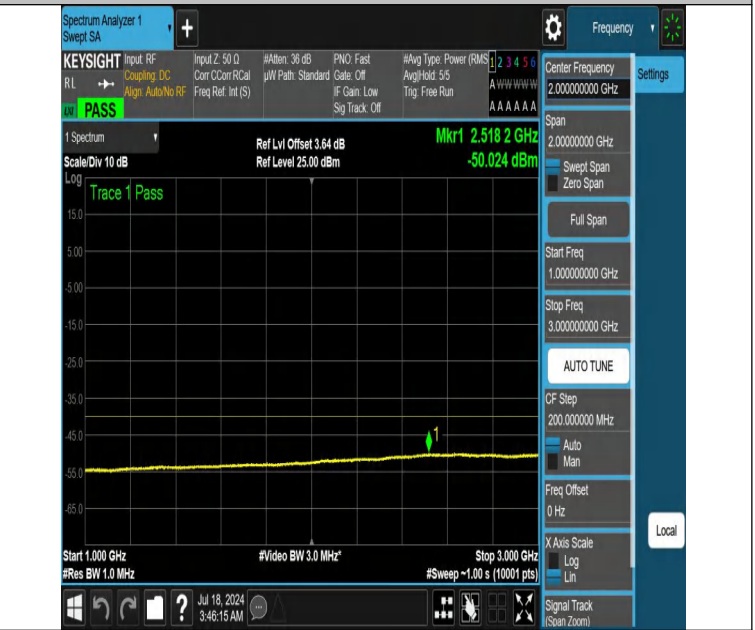 Spectrum Analyzer 1
Swept SA
+
Frequency
KEYSIGHT
RL
PASS
Input: RF
Coupling: DC
Align: Auto/No RF
Input Z: 50 Ω
Corr CCorr RCal
Freq Ref: Int (S)
#Atten: 36 dB
µW Path: Standard
PNO: Fast
Gate: Off
IF Gain: Low
Sig Track: Off
#Avg Type: Power (RMS
Avg|Hold: 5/5
Trig: Free Run
1 2 3 4 5 6
A W W W W W
A A A A A A
1 Spectrum
Scale/Div 10 dB
Ref Lvl Offset 3.64 dB
Ref Level 25.00 dBm
Mkr1 2.518 2 GHz
-50.024 dBm
Log
Trace 1 Pass
15.0
5.00
-5.00
-15.0
-25.0
-35.0
-45.0
-55.0
-65.0
1
Start 1.000 GHz
#Res BW 1.0 MHz
#Video BW 3.0 MHz*
Stop 3.000 GHz
#Sweep ~1.00 s (10001 pts)
?
Jul 18, 2024
3:46:15 AM
Center Frequency
2.000000000 GHz
Span
2.00000000 GHz
Swept Span
Zero Span
Full Span
Start Freq
1.000000000 GHz
Stop Freq
3.000000000 GHz
AUTO TUNE
CF Step
200.000000 MHz
Auto
Man
Freq Offset
0 Hz
X Axis Scale
Log
Lin
Signal Track
(Span Zoom)
Settings
Local